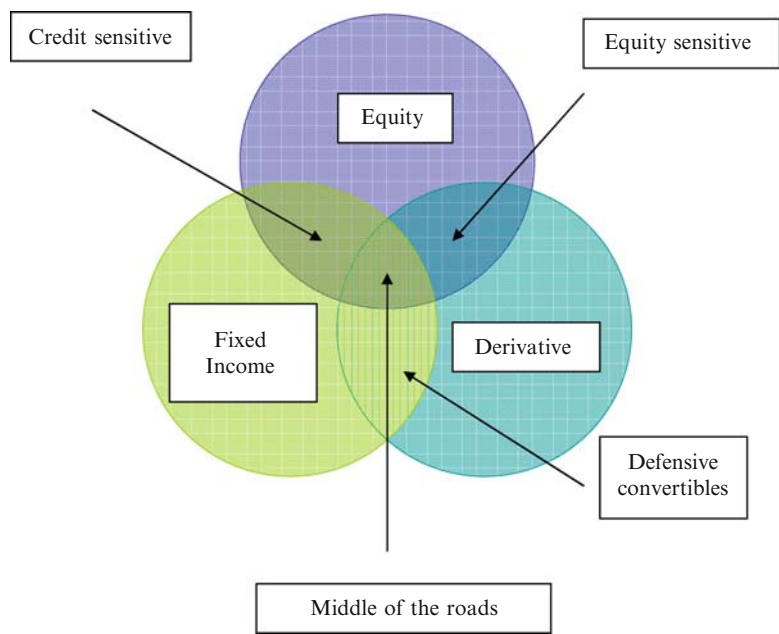 Credit sensitive
Equity sensitive
Equity
Fixed
Income
Derivative
Defensive
convertibles
Middle of the roads